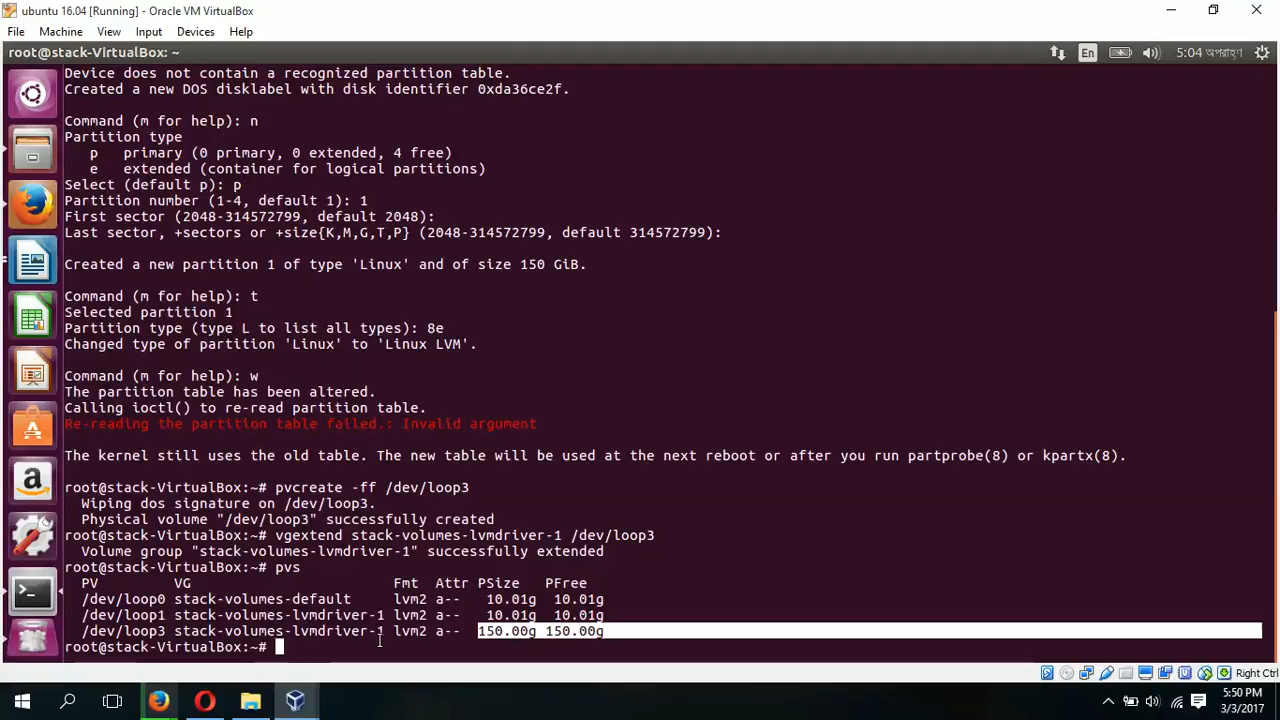 ubuntu 16.04 [Running] - Oracle VM VirtualBox
File Machine View Input Devices Help
root@stack-VirtualBox: ~ En 5:04 অপরাহ্ণ
Device does not contain a recognized partition table.
Created a new DOS disklabel with disk identifier 0xda36ce2f.
Command (m for help): n
Partition type
p primary (0 primary, 0 extended, 4 free)
e extended (container for logical partitions)
Select (default p): p
Partition number (1-4, default 1): 1
First sector (2048-314572799, default 2048):
Last sector, +sectors or +size{K,M,G,T,P} (2048-314572799, default 314572799):
Created a new partition 1 of type 'Linux' and of size 150 GiB.
Command (m for help): t
Selected partition 1
Partition type (type L to list all types): 8e
Changed type of partition 'Linux' to 'Linux LVM'.
Command (m for help): w
The partition table has been altered.
Calling ioctl() to re-read partition table.
Re-reading the partition table failed.: Invalid argument
The kernel still uses the old table. The new table will be used at the next reboot or after you run partprobe(8) or kpartx(8).
root@stack-VirtualBox:~# pvcreate -ff /dev/loop3
Wiping dos signature on /dev/loop3.
Physical volume "/dev/loop3" successfully created
root@stack-VirtualBox:~# vgextend stack-volumes-lvmdriver-1 /dev/loop3
Volume group "stack-volumes-lvmdriver-1" successfully extended
root@stack-VirtualBox:~# pvs
PV VG Fmt Attr PSize PFree
/dev/loop0 stack-volumes-default lvm2 a-- 10.01g 10.01g
/dev/loop1 stack-volumes-lvmdriver-1 lvm2 a-- 10.01g 10.01g
/dev/loop3 stack-volumes-lvmdriver-1 lvm2 a-- 150.00g 150.00g
root@stack-VirtualBox:~#
Right Ctrl
5:50 PM
3/3/2017